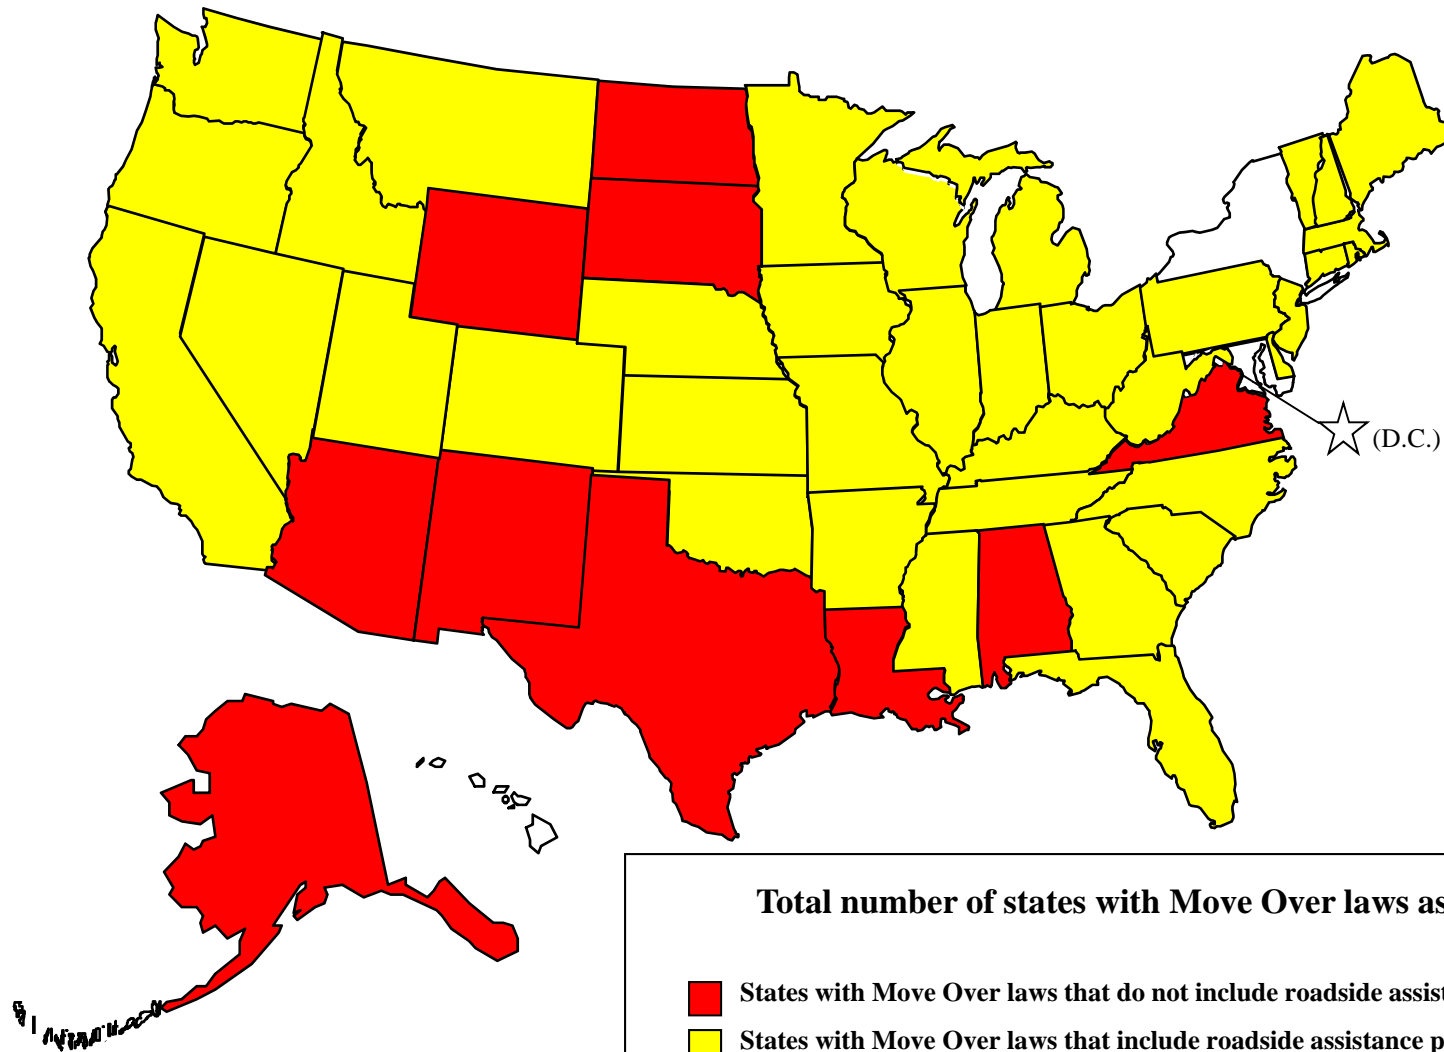 (D.C.)
Total number of states with Move Over laws as
States with Move Over laws that do not include roadside assist
States with Move Over laws that include roadside assistance p